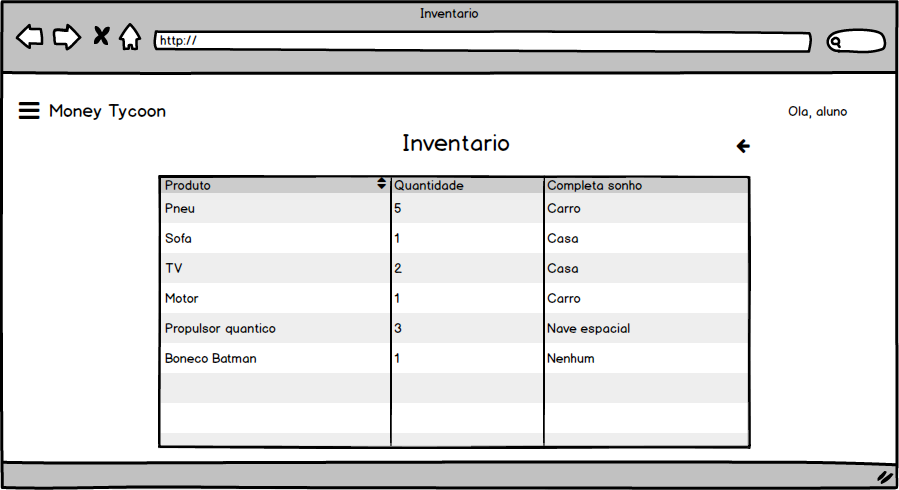 Inventario
http://
Money Tycoon
Ola, aluno
Inventario
Produto Quantidade Completa sonho
Pneu 5 Carro
Sofa 1 Casa
TV 2 Casa
Motor 1 Carro
Propulsor quantico 3 Nave espacial
Boneco Batman 1 Nenhum